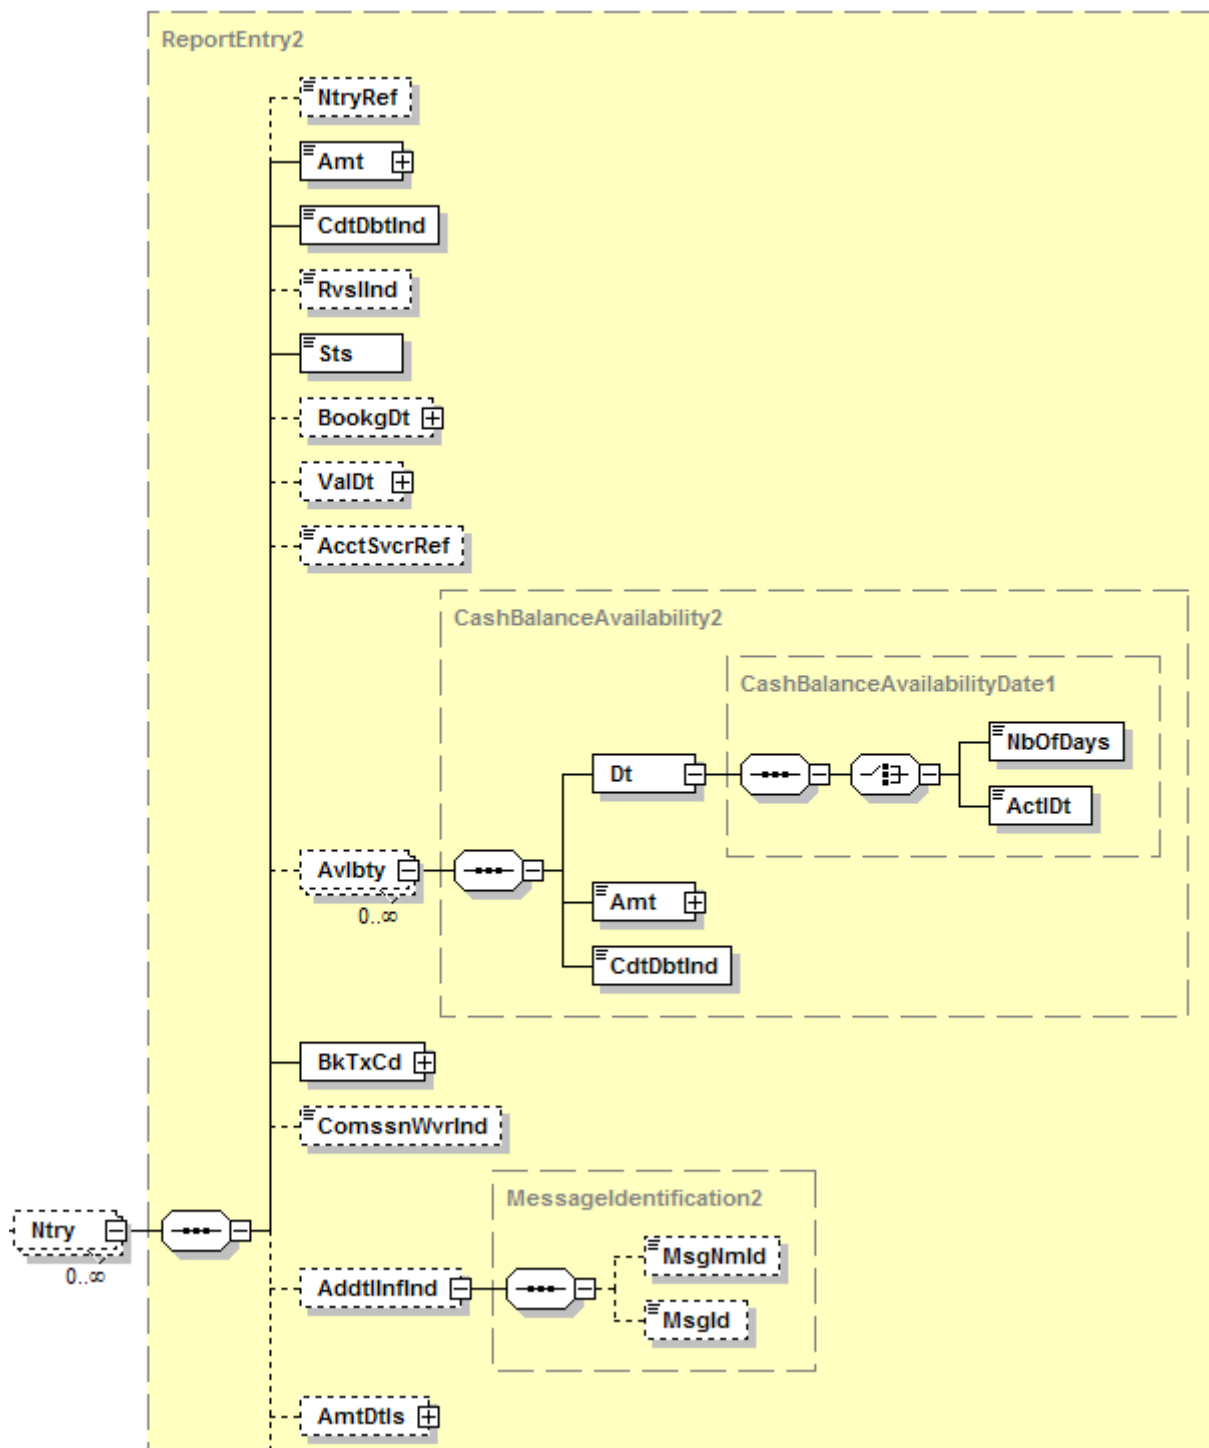 ReportEntry2
NtryRef
Amt
CdtDbtInd
RvslInd
Sts
BookgDt
ValDt
AcctSvcrRef
CashBalanceAvailability2
CashBalanceAvailabilityDate1
NbOfDays
Dt
ActlDt
Avlbty
0..∞
Amt
CdtDbtInd
BkTxCd
ComssnWvrInd
MessageIdentification2
Ntry
0..∞
MsgNmId
AddtlInfInd
MsgId
AmtDtls